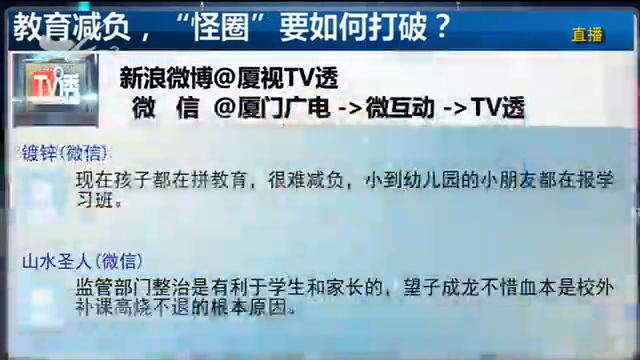 教育减负，“怪圈”要如何打破？
直播
TV透
新浪微博@厦视TV透
微 信 @厦门广电 ->微互动 ->TV透
镀锌(微信)
现在孩子都在拼教育，很难减负，小到幼儿园的小朋友都在报学
习班。
山水圣人(微信)
监管部门整治是有利于学生和家长的，望子成龙不惜血本是校外
补课高烧不退的根本原因。